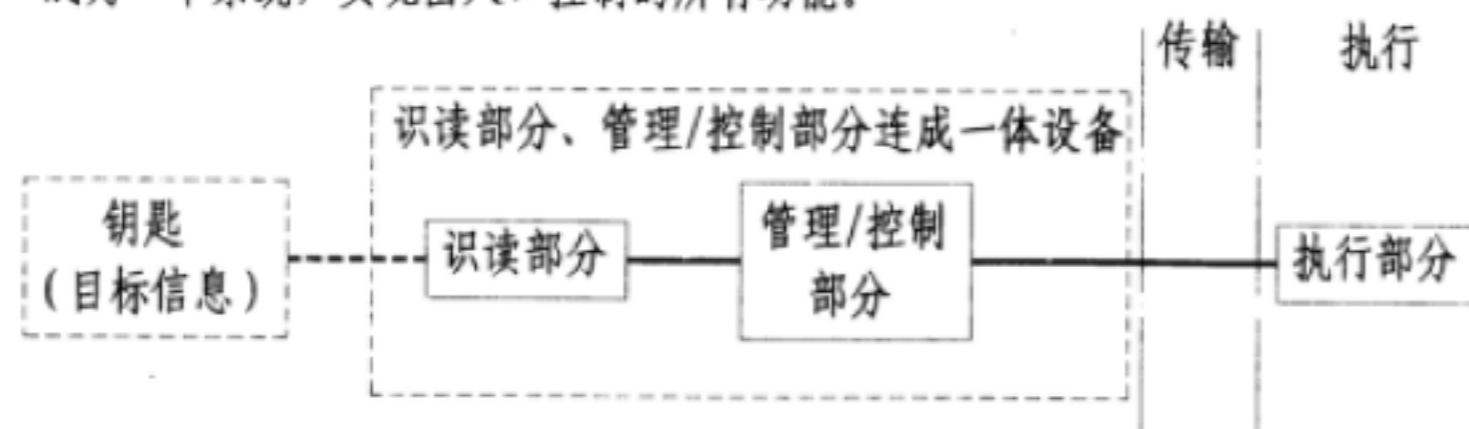 传输 执行
识读部分、管理/控制部分连成一体设备
钥匙
(目标信息)
识读部分
管理/控制
部分
执行部分